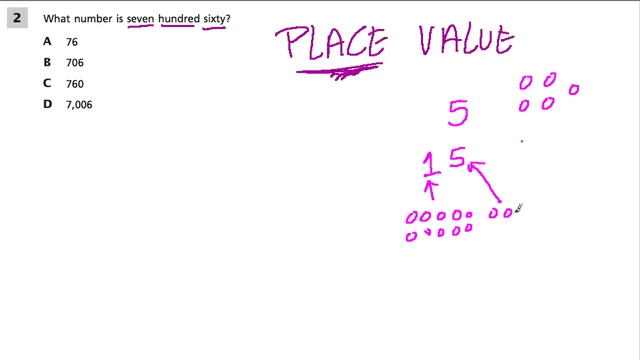 2 What number is seven hundred sixty?
A 76
B 706
C 760
D 7,006
PLACE VALUE
5
15